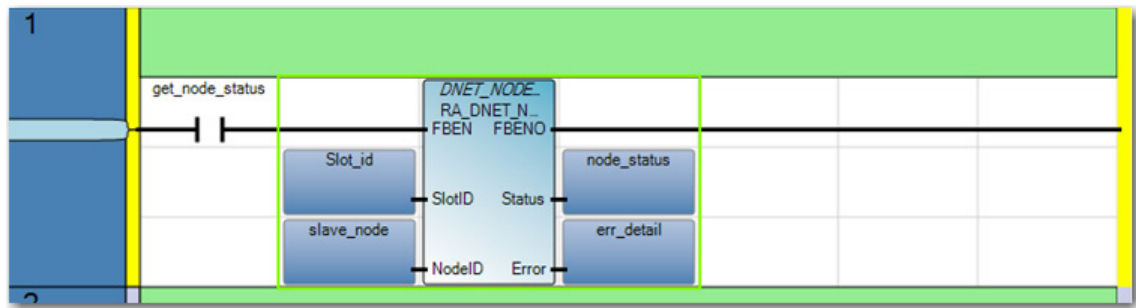 1
get_node_status
DNET_NODE...
RA_DNET_N...
FBEN FBENO
Slot_id
node_status
SlotID Status
slave_node
err_detail
NodeID Error
2